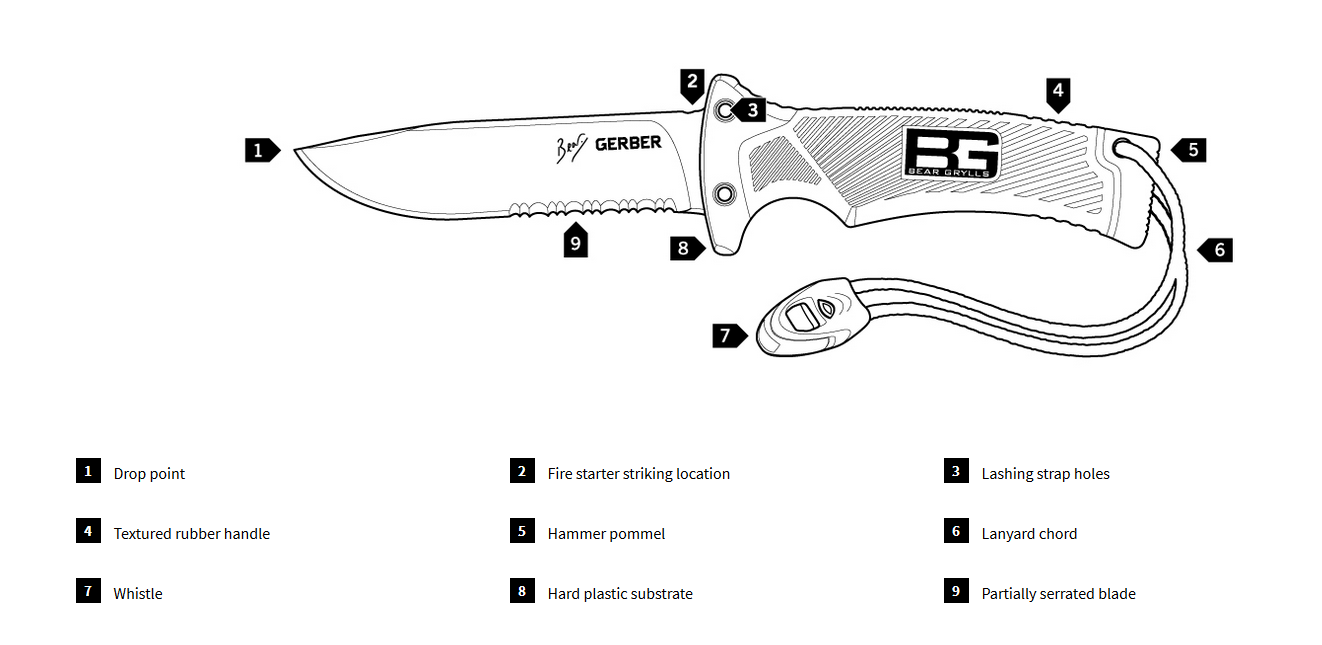 2
4
3
1
Bear GERBER
BG
BEAR GRYLLS
5
9
8
6
7
1 Drop point
2 Fire starter striking location
3 Lashing strap holes
4 Textured rubber handle
5 Hammer pommel
6 Lanyard chord
7 Whistle
8 Hard plastic substrate
9 Partially serrated blade